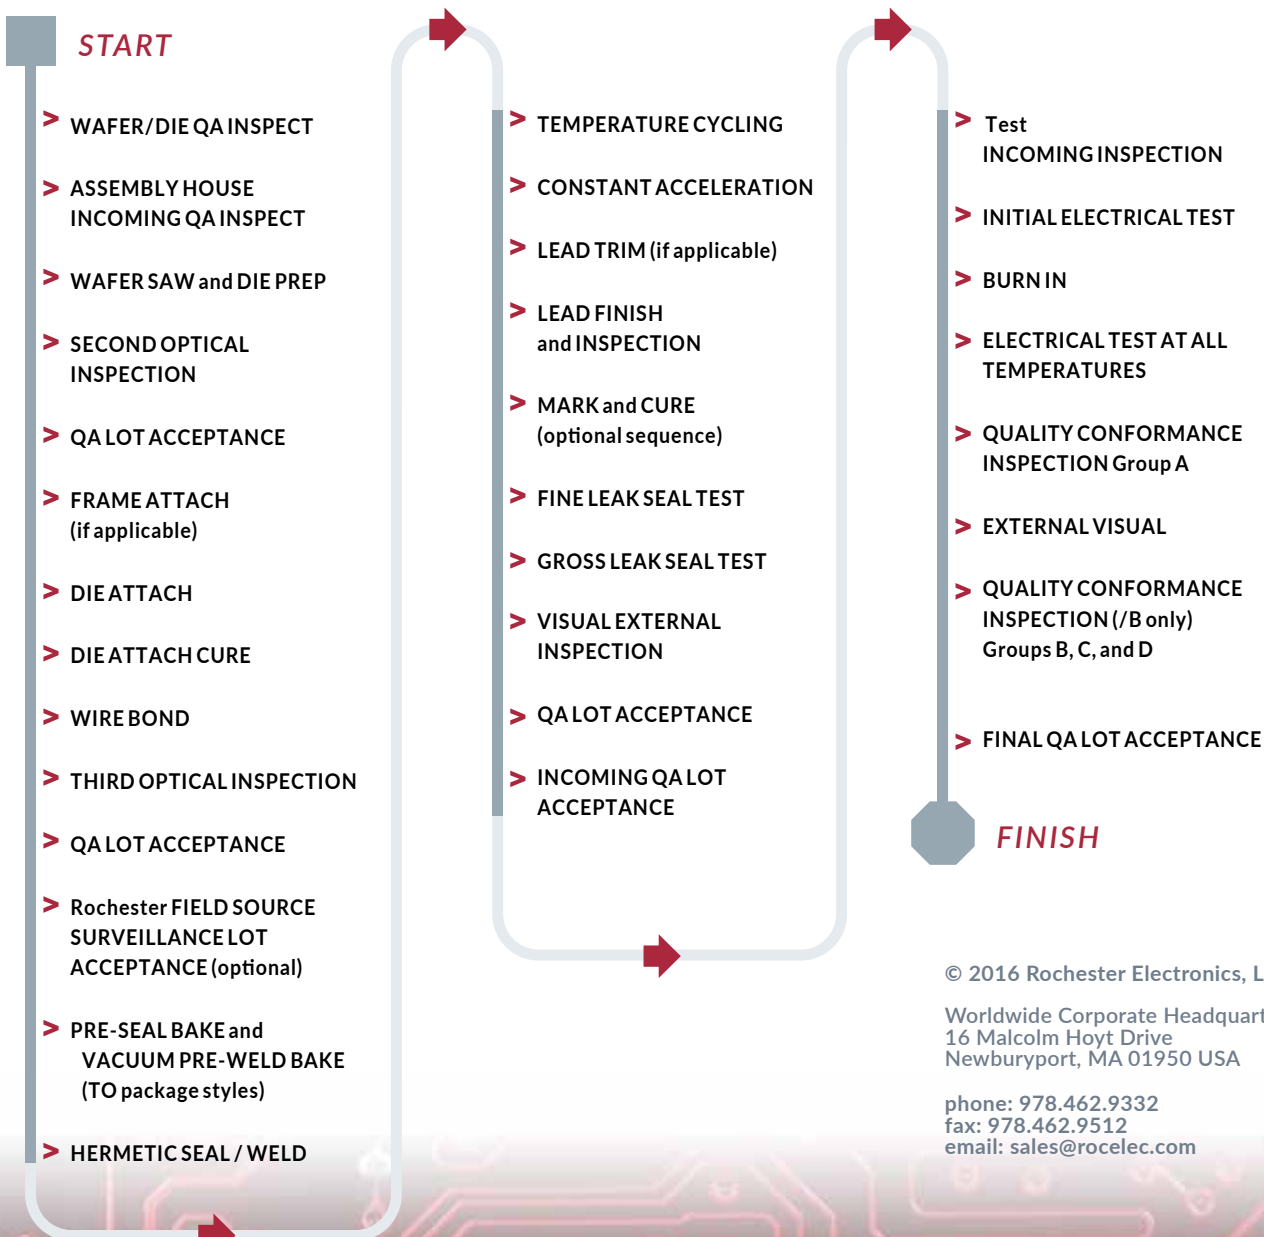 START
> WAFER/DIE QA INSPECT
> ASSEMBLY HOUSE
INCOMING QA INSPECT
> WAFER SAW and DIE PREP
> SECOND OPTICAL
INSPECTION
> QA LOT ACCEPTANCE
> FRAME ATTACH
(if applicable)
> DIE ATTACH
> DIE ATTACH CURE
> WIRE BOND
> THIRD OPTICAL INSPECTION
> QA LOT ACCEPTANCE
> Rochester FIELD SOURCE
SURVEILLANCE LOT
ACCEPTANCE (optional)
> PRE-SEAL BAKE and
VACUUM PRE-WELD BAKE
(TO package styles)
> HERMETIC SEAL / WELD
> TEMPERATURE CYCLING
> CONSTANT ACCELERATION
> LEAD TRIM (if applicable)
> LEAD FINISH
and INSPECTION
> MARK and CURE
(optional sequence)
> FINE LEAK SEAL TEST
> GROSS LEAK SEAL TEST
> VISUAL EXTERNAL
INSPECTION
> QA LOT ACCEPTANCE
> INCOMING QA LOT
ACCEPTANCE
> Test
INCOMING INSPECTION
> INITIAL ELECTRICAL TEST
> BURN IN
> ELECTRICAL TEST AT ALL
TEMPERATURES
> QUALITY CONFORMANCE
INSPECTION Group A
> EXTERNAL VISUAL
> QUALITY CONFORMANCE
INSPECTION (/B only)
Groups B, C, and D
> FINAL QA LOT ACCEPTANCE
FINISH
© 2016 Rochester Electronics, L
Worldwide Corporate Headquart
16 Malcolm Hoyt Drive
Newburyport, MA 01950 USA
phone: 978.462.9332
fax: 978.462.9512
email: sales@rocelec.com